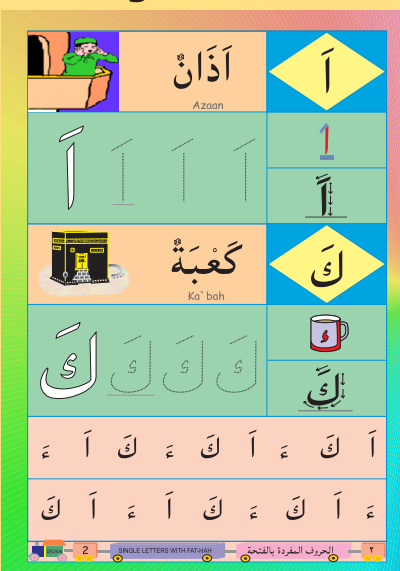 اَ
اَذَانٌ
Azaan
ا
اَ اَ اَ اَ
اَ
كَ
كَعْبَةٌ
Ka`bah
كَ كَ كَ كَ
كَ
اَ كَ ءَ اَ كَ ءَ كَ اَ ءَ
ءَ اَ كَ ءَ كَ اَ ءَ اَ كَ
٢ الحروف المفردة بالفتحة SINGLE LETTERS WITH FAT-HAH 2